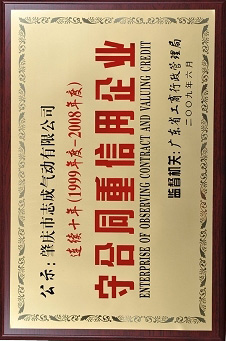 公示：肇庆市志成气动有限公司
连续十年(1999年度-2008年度)
守合同重信用企业
ENTERPRISE OF OBSERVING CONTRACT AND VALUING CREDIT
监督机关：广东省工商行政管理局
二〇〇九年六月